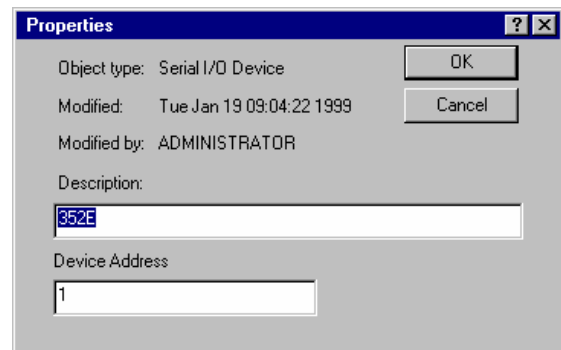 Properties
Object type: Serial I/O Device
OK
Modified: Tue Jan 19 09:04:22 1999
Cancel
Modified by: ADMINISTRATOR
Description:
352E
Device Address
1